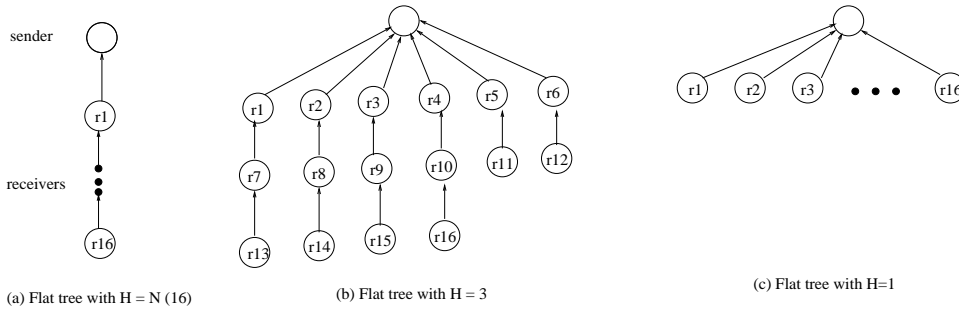 sender
r1
receivers
r16
(a) Flat tree with H = N (16)
r1 r2 r3 r4 r5 r6
r7 r8 r9 r10 r11 r12
r13 r14 r15 r16
(b) Flat tree with H = 3
r1 r2 r3 r16
(c) Flat tree with H=1